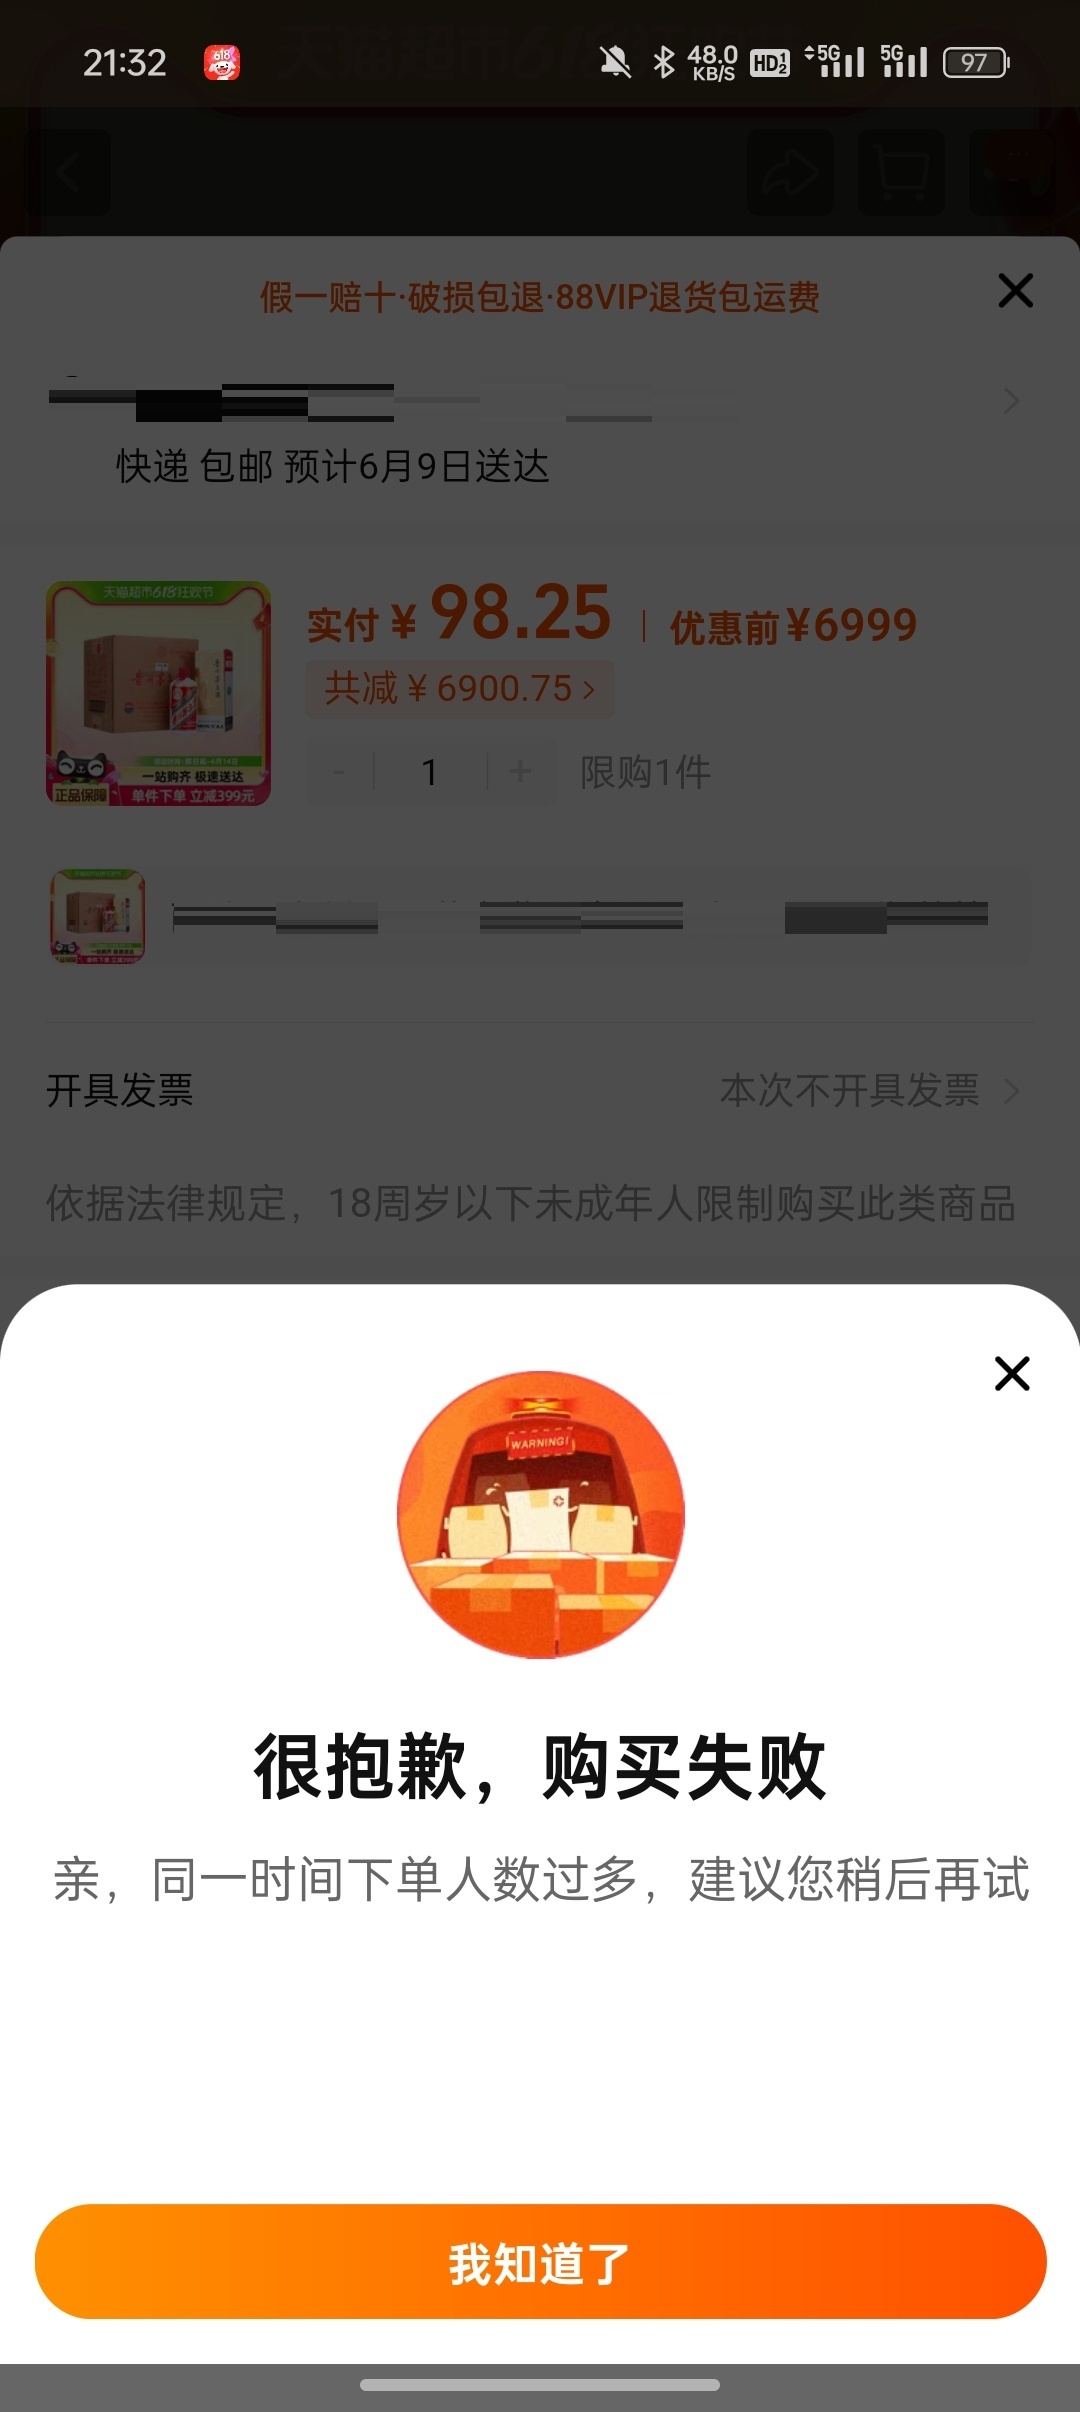 21:32
618
48.0
KB/S
HD 1 2
5G
5G
97
假一赔十·破损包退·88VIP退货包运费
快递 包邮 预计6月9日送达
天猫超市618狂欢节
实付 ¥ 98.25 | 优惠前¥6999
共减 ¥ 6900.75 >
- 1 + 限购1件
一站购齐 极速送达
正品保障 单件下单 立减399元
开具发票 本次不开具发票
依据法律规定，18周岁以下未成年人限制购买此类商品
WARNING!
很抱歉，购买失败
亲，同一时间下单人数过多，建议您稍后再试
我知道了